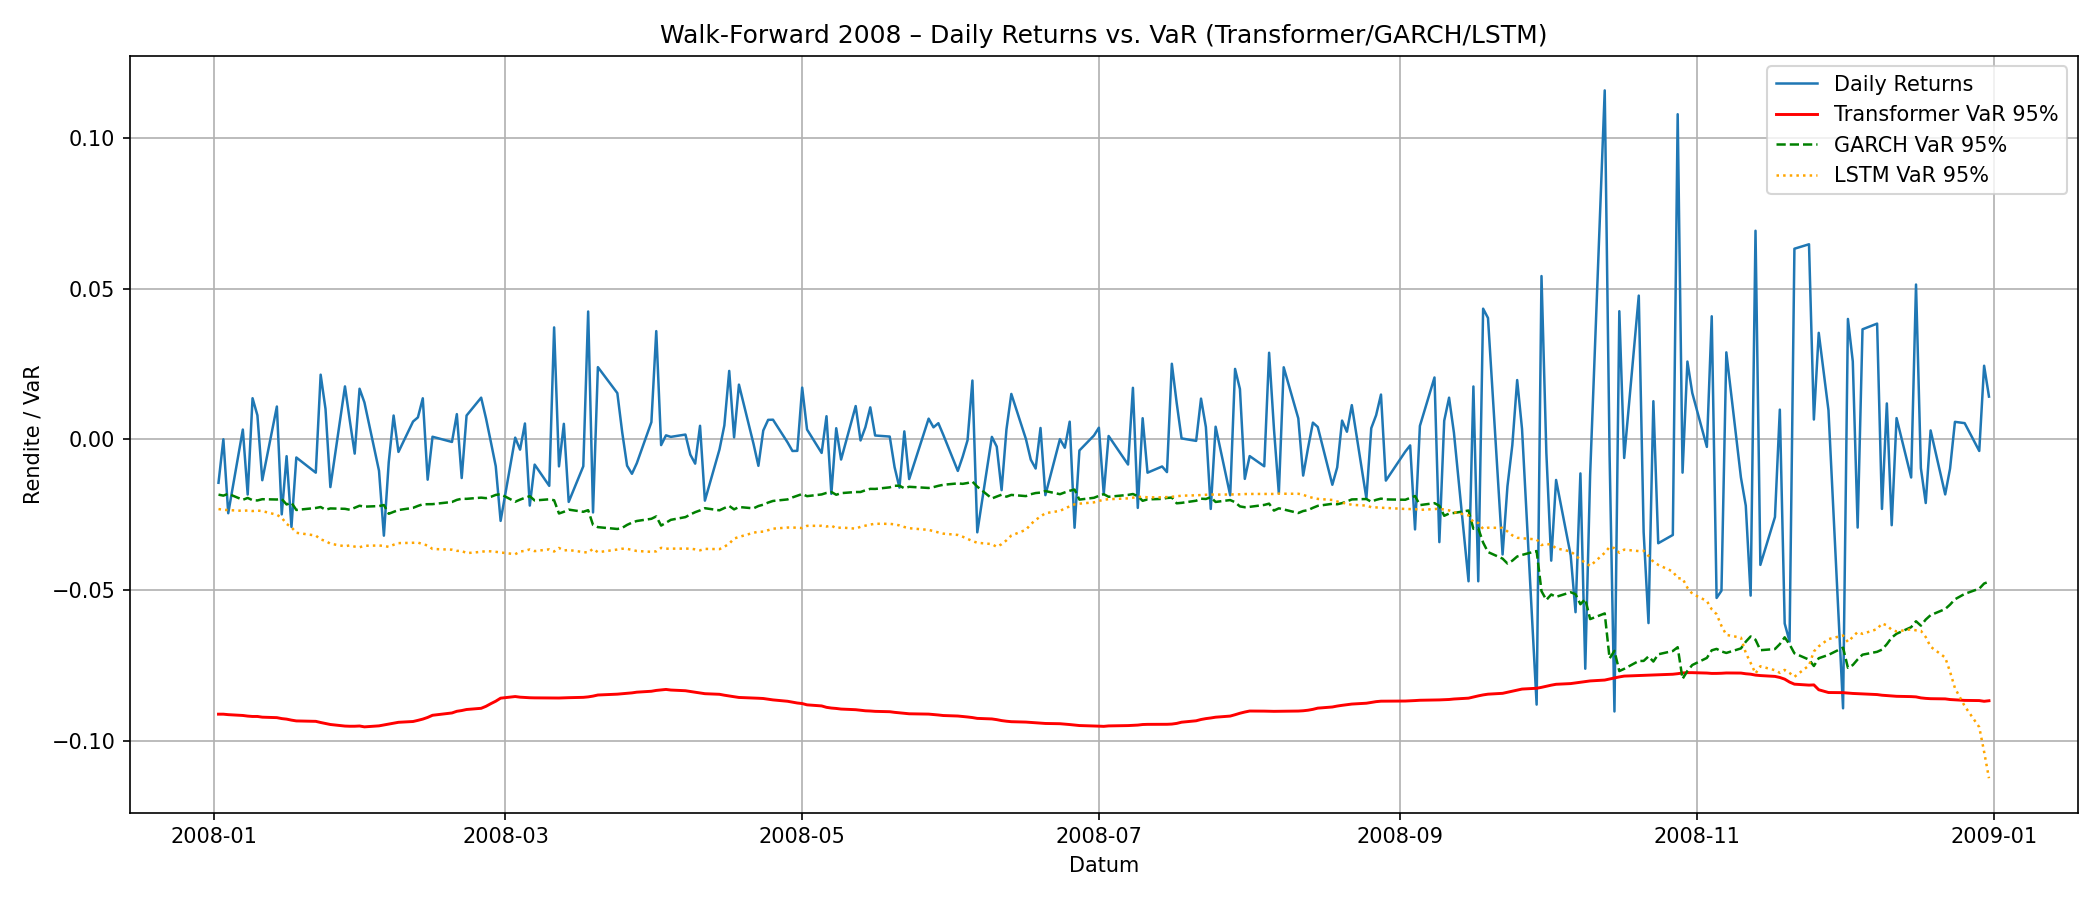 Walk-Forward 2008 – Daily Returns vs. VaR (Transformer/GARCH/LSTM)
Daily Returns
Transformer VaR 95%
GARCH VaR 95%
LSTM VaR 95%
Rendite / VaR
0.10
0.05
0.00
−0.05
−0.10
2008-01
2008-03
2008-05
2008-07
2008-09
2008-11
2009-01
Datum